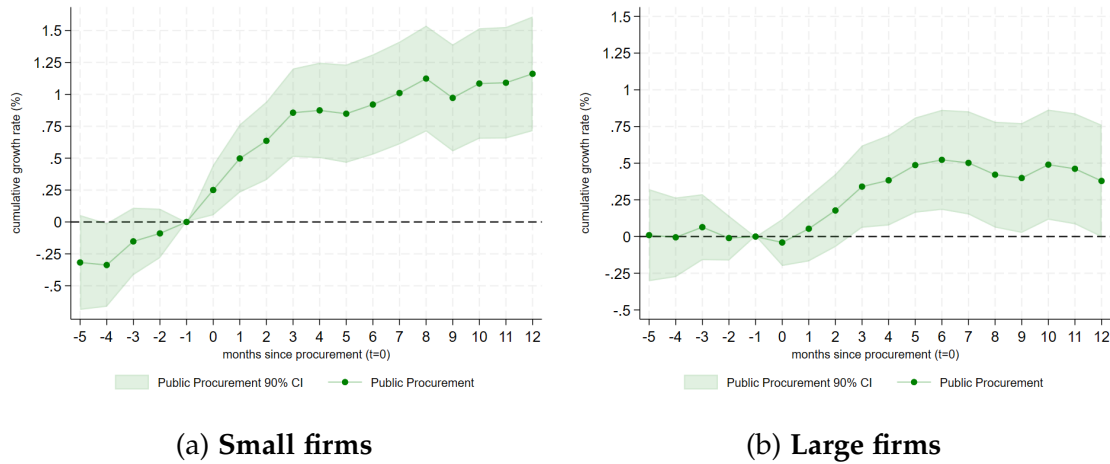 cumulative growth rate (%)
1.5
1.25
1
.75
.5
.25
0
-.25
-.5
-5 -4 -3 -2 -1 0 1 2 3 4 5 6 7 8 9 10 11 12
months since procurement (t=0)
Public Procurement 90% CI Public Procurement
(a) Small firms
cumulative growth rate (%)
1.5
1.25
1
.75
.5
.25
0
-.25
-.5
-5 -4 -3 -2 -1 0 1 2 3 4 5 6 7 8 9 10 11 12
months since procurement (t=0)
Public Procurement 90% CI Public Procurement
(b) Large firms